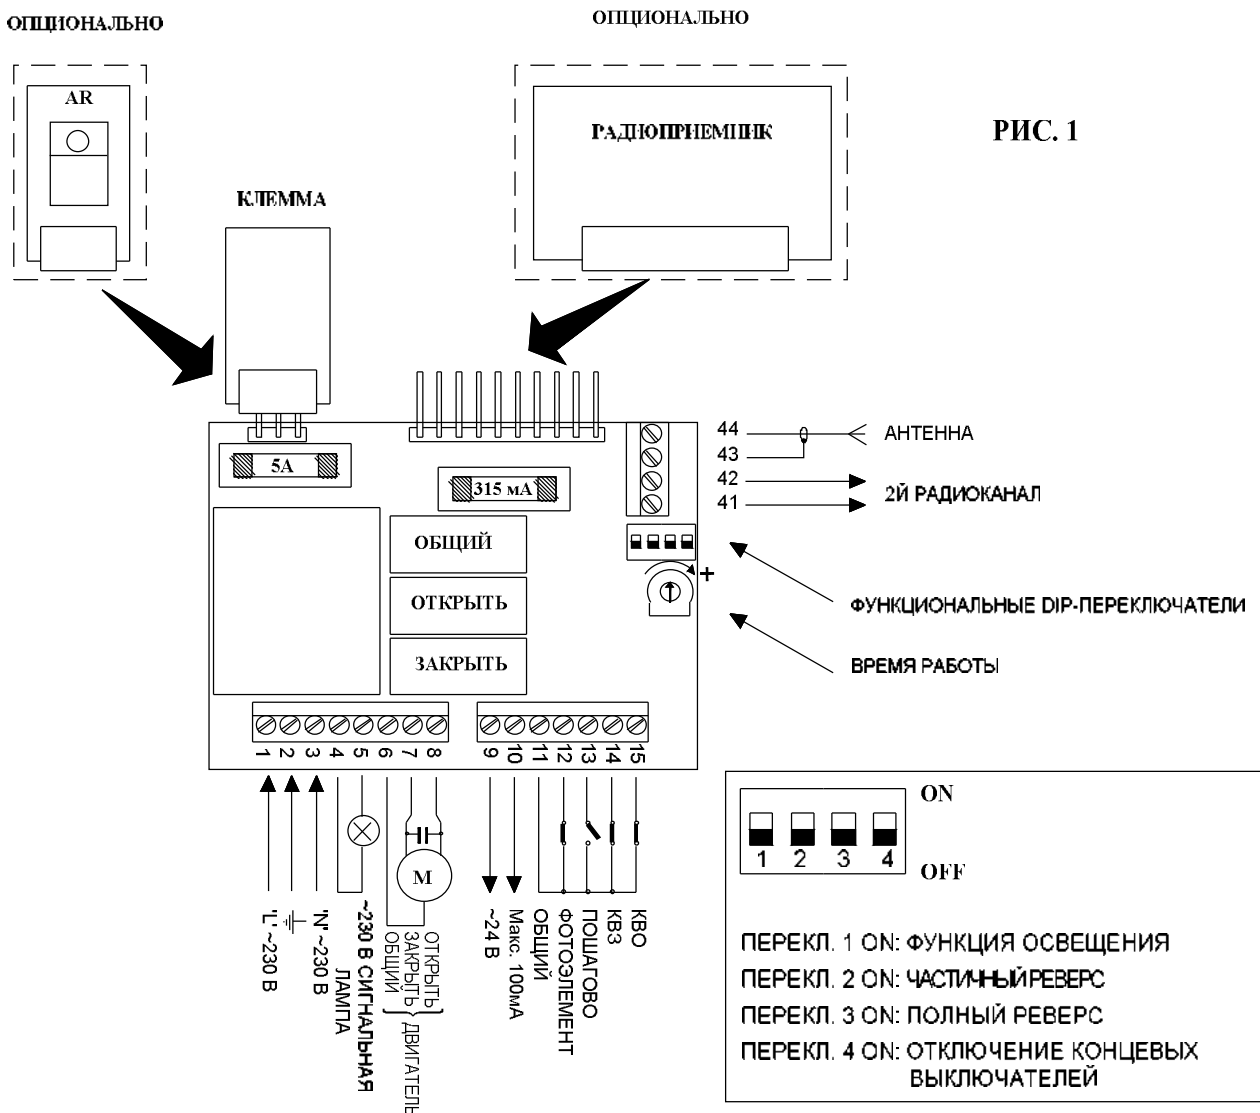 ОПЦИОНАЛЬНО
ОПЦИОНАЛЬНО
AR
РАДИОПРИЕМНИК
РИС. 1
КЛЕММА
5А
315 мА
44
АНТЕННА
43
42
2Й РАДИОКАНАЛ
41
ОБЩИЙ
ОТКРЫТЬ
ЗАКРЫТЬ
+
ФУНКЦИОНАЛЬНЫЕ DIP-ПЕРЕКЛЮЧАТЕЛИ
ВРЕМЯ РАБОТЫ
1 2 3 4 5 6 7 8
9 10 11 12 13 14 15
М
'L' ~230 В
'N' ~230 В
~230 В СИГНАЛЬНАЯ
ЛАМПА
ОТКРЫТЬ
ЗАКРЫТЬ
ОБЩИЙ
ДВИГАТЕЛЬ
~24 В
Макс. 100мА
ОБЩИЙ
ФОТОЭЛЕМЕНТ
ПОШАГОВО
КВЗ
КВО
ON
1 2 3 4
OFF
ПЕРЕКЛ. 1 ON: ФУНКЦИЯ ОСВЕЩЕНИЯ
ПЕРЕКЛ. 2 ON: ЧАСТИЧНЫЙ РЕВЕРС
ПЕРЕКЛ. 3 ON: ПОЛНЫЙ РЕВЕРС
ПЕРЕКЛ. 4 ON: ОТКЛЮЧЕНИЕ КОНЦЕВЫХ
ВЫКЛЮЧАТЕЛЕЙ